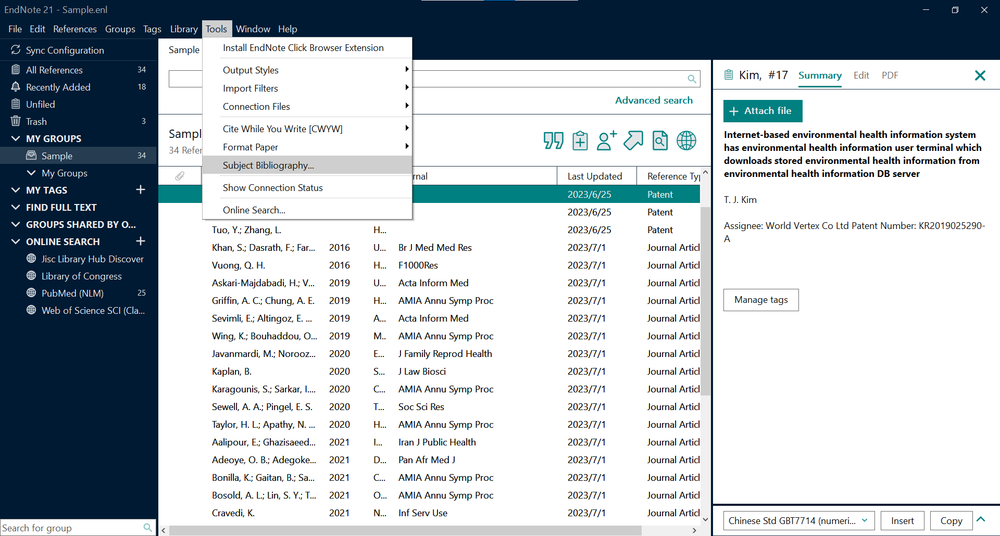 EndNote 21 - Sample.enl
File Edit References Groups Tags Library Tools Window Help
Sync Configuration
All References 34
Recently Added 18
Unfiled
Trash 3
MY GROUPS
Sample 34
My Groups
MY TAGS
FIND FULL TEXT
GROUPS SHARED BY O...
ONLINE SEARCH
Jisc Library Hub Discover
Library of Congress
PubMed (NLM) 25
Web of Science SCI (Cla...
Search for group
Sample
Install EndNote Click Browser Extension
Output Styles
Import Filters
Connection Files
Cite While You Write [CWYW]
Format Paper
Subject Bibliography...
Show Connection Status
Online Search...
Advanced search
Last Updated Reference Ty
2023/6/25 Patent
2023/6/25 Patent
Tuo, Y.; Zhang, L. H... 2023/6/25 Patent
Khan, S.; Dasrath, F.; Far... 2016 U... Br J Med Med Res 2023/7/1 Journal Articl
Vuong, Q. H. 2016 H... F1000Res 2023/7/1 Journal Articl
Askari-Majdabadi, H.; V... 2019 U... Acta Inform Med 2023/7/1 Journal Articl
Griffin, A. C.; Chung, A. E. 2019 H... AMIA Annu Symp Proc 2023/7/1 Journal Articl
Sevimli, E.; Altingoz, E. ... 2019 A... Acta Inform Med 2023/7/1 Journal Articl
Wing, K.; Bouhaddou, O... 2019 M.. AMIA Annu Symp Proc 2023/7/1 Journal Articl
Javanmardi, M.; Norooz... 2020 E... J Family Reprod Health 2023/7/1 Journal Articl
Kaplan, B. 2020 S... J Law Biosci 2023/7/1 Journal Articl
Karagounis, S.; Sarkar, I.... 2020 C... AMIA Annu Symp Proc 2023/7/1 Journal Articl
Sewell, A. A.; Pingel, E. S. 2020 T... Soc Sci Res 2023/7/1 Journal Articl
Taylor, H. L.; Apathy, N. ... 2020 H... AMIA Annu Symp Proc 2023/7/1 Journal Articl
Aalipour, E.; Ghazisaeed... 2021 I... Iran J Public Health 2023/7/1 Journal Articl
Adeoye, O. B.; Adegoke... 2021 D... Pan Afr Med J 2023/7/1 Journal Articl
Bonilla, K.; Gaitan, B.; Sa... 2021 C... AMIA Annu Symp Proc 2023/7/1 Journal Articl
Bosold, A. L.; Lin, S. Y.; T... 2021 O... AMIA Annu Symp Proc 2023/7/1 Journal Articl
Cravedi, K. 2021 N... Inf Serv Use 2023/7/1 Journal Articl
Kim, #17 Summary Edit PDF
Attach file
Internet-based environmental health information system
has environmental health information user terminal which
downloads stored environmental health information from
environmental health information DB server
T. J. Kim
Assignee: World Vertex Co Ltd Patent Number: KR2019025290-
A
Manage tags
Chinese Std GBT7714 (numeri... Insert Copy